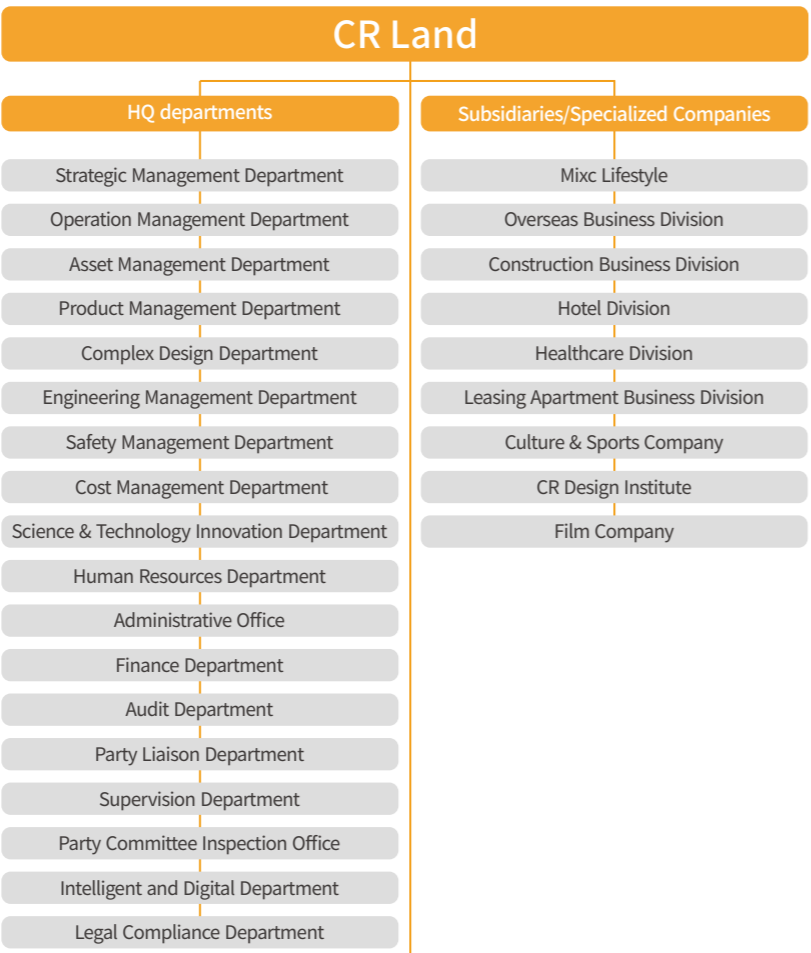 CR Land
HQ departments
Strategic Management Department
Operation Management Department
Asset Management Department
Product Management Department
Complex Design Department
Engineering Management Department
Safety Management Department
Cost Management Department
Science & Technology Innovation Department
Human Resources Department
Administrative Office
Finance Department
Audit Department
Party Liaison Department
Supervision Department
Party Committee Inspection Office
Intelligent and Digital Department
Legal Compliance Department
Subsidiaries/Specialized Companies
Mixc Lifestyle
Overseas Business Division
Construction Business Division
Hotel Division
Healthcare Division
Leasing Apartment Business Division
Culture & Sports Company
CR Design Institute
Film Company